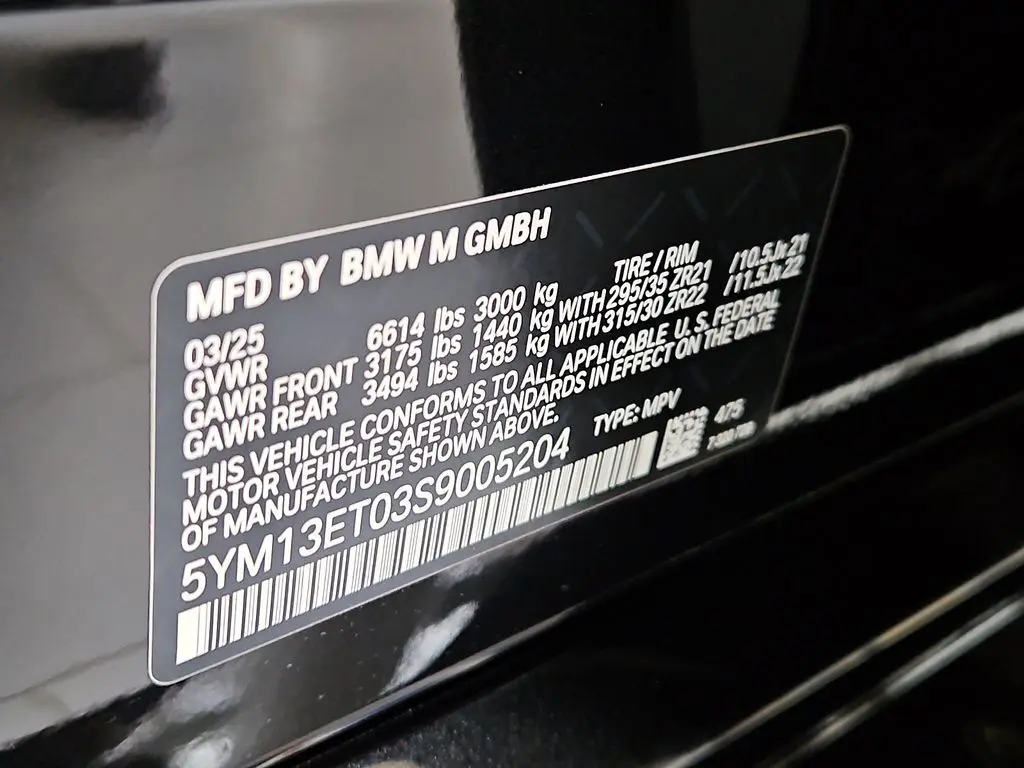 MFD BY BMW M GMBH
03/25 TIRE / RIM
GVWR 6614 lbs 3000 kg
GAWR FRONT 3175 lbs 1440 kg WITH 295/35 ZR21 /10.5Jx21
GAWR REAR 3494 lbs 1585 kg WITH 315/30 ZR22 /11.5Jx22
THIS VEHICLE CONFORMS TO ALL APPLICABLE U.S. FEDERAL
MOTOR VEHICLE SAFETY STANDARDS IN EFFECT ON THE DATE
OF MANUFACTURE SHOWN ABOVE.
TYPE: MPV
5YM13ET03S9005204
475